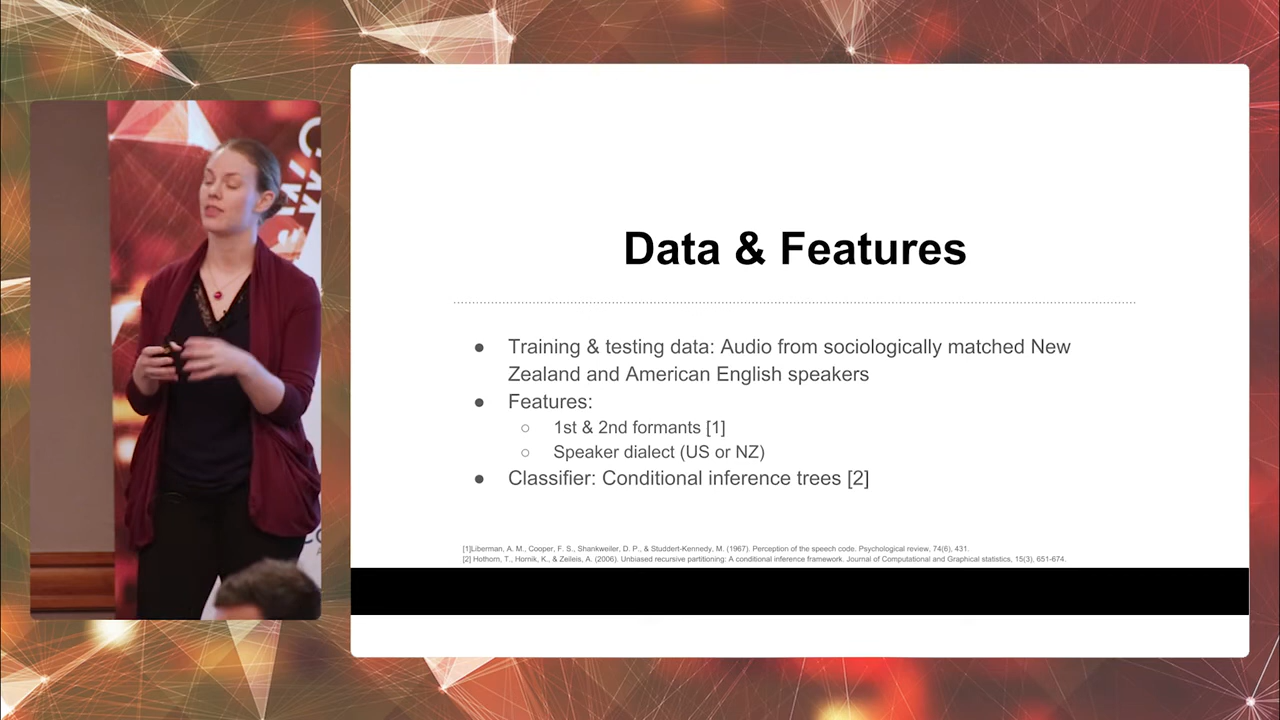 Data & Features
● Training & testing data: Audio from sociologically matched New
Zealand and American English speakers
● Features:
○ 1st & 2nd formants [1]
○ Speaker dialect (US or NZ)
● Classifier: Conditional inference trees [2]
[1]Liberman, A. M., Cooper, F. S., Shankweiler, D. P., & Studdert-Kennedy, M. (1967). Perception of the speech code. Psychological review, 74(6), 431.
[2] Hothorn, T., Hornik, K., & Zeileis, A. (2006). Unbiased recursive partitioning: A conditional inference framework. Journal of Computational and Graphical statistics, 15(3), 651-674.